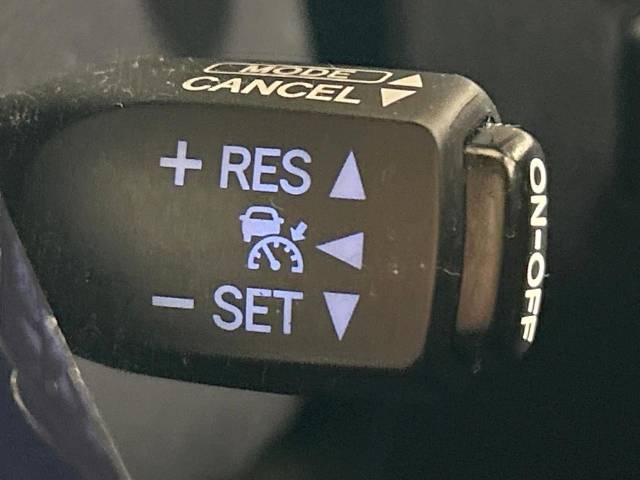 MODE
CANCEL
+ RES
- SET
ON-OFF